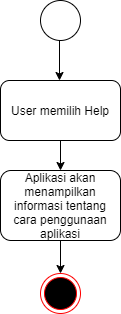 User memilih Help
Aplikasi akan
menampilkan
informasi tentang
cara penggunaan
aplikasi